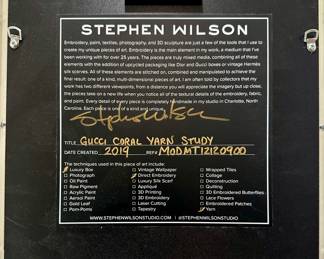 STEPHEN WILSON
Embroidery, paint, textiles, photography, and 3D sculpture are just a few of the tools that I use to
create my unique pieces of art. Embroidery is the main element in my work, a medium that I've
been working with for over 25 years. The pieces are truly mixed media, combining all of these
elements with the addition of upcycled packaging like Dior and Gucci boxes or vintage Hermès
silk scarves. All of these elements are stitched on, combined and manipulated to achieve the
final result: one of a kind, multi-dimensional pieces of art. I am often told by collectors that my
work has two different viewpoints, from a distance you will appreciate the imagery but up close,
the pieces take on a new life when you notice all of the textural details of the embroidery, fabric,
and paint. Every detail of every piece is completely handmade in my studio in Charlotte, North
Carolina. Each piece is one of a kind and unique.
Stephen Wilson
TITLE GUCCI CORAL YARN STUDY
DATE CREATED 2019 REF# MODMT12120900
The techniques used in this piece of art include:
Luxury Box
Photograph
Oil Paint
Raw Pigment
Acrylic Paint
Aerosol Paint
Gold Leaf
Pom-Poms
Vintage Wallpaper
Direct Embroidery
Luxury Silk Scarf
Appliqué
3D Embroidery
Laser Cutting
Tapestry
Wrapped Tiles
Collage
Deconstruction
Quilting
3D Embroidered Butterflies
Lace Flowers
Embroidered Patches
Yarn
WWW.STEPHENWILSONSTUDIO.COM | @STEPHENWILSONSTUDIO